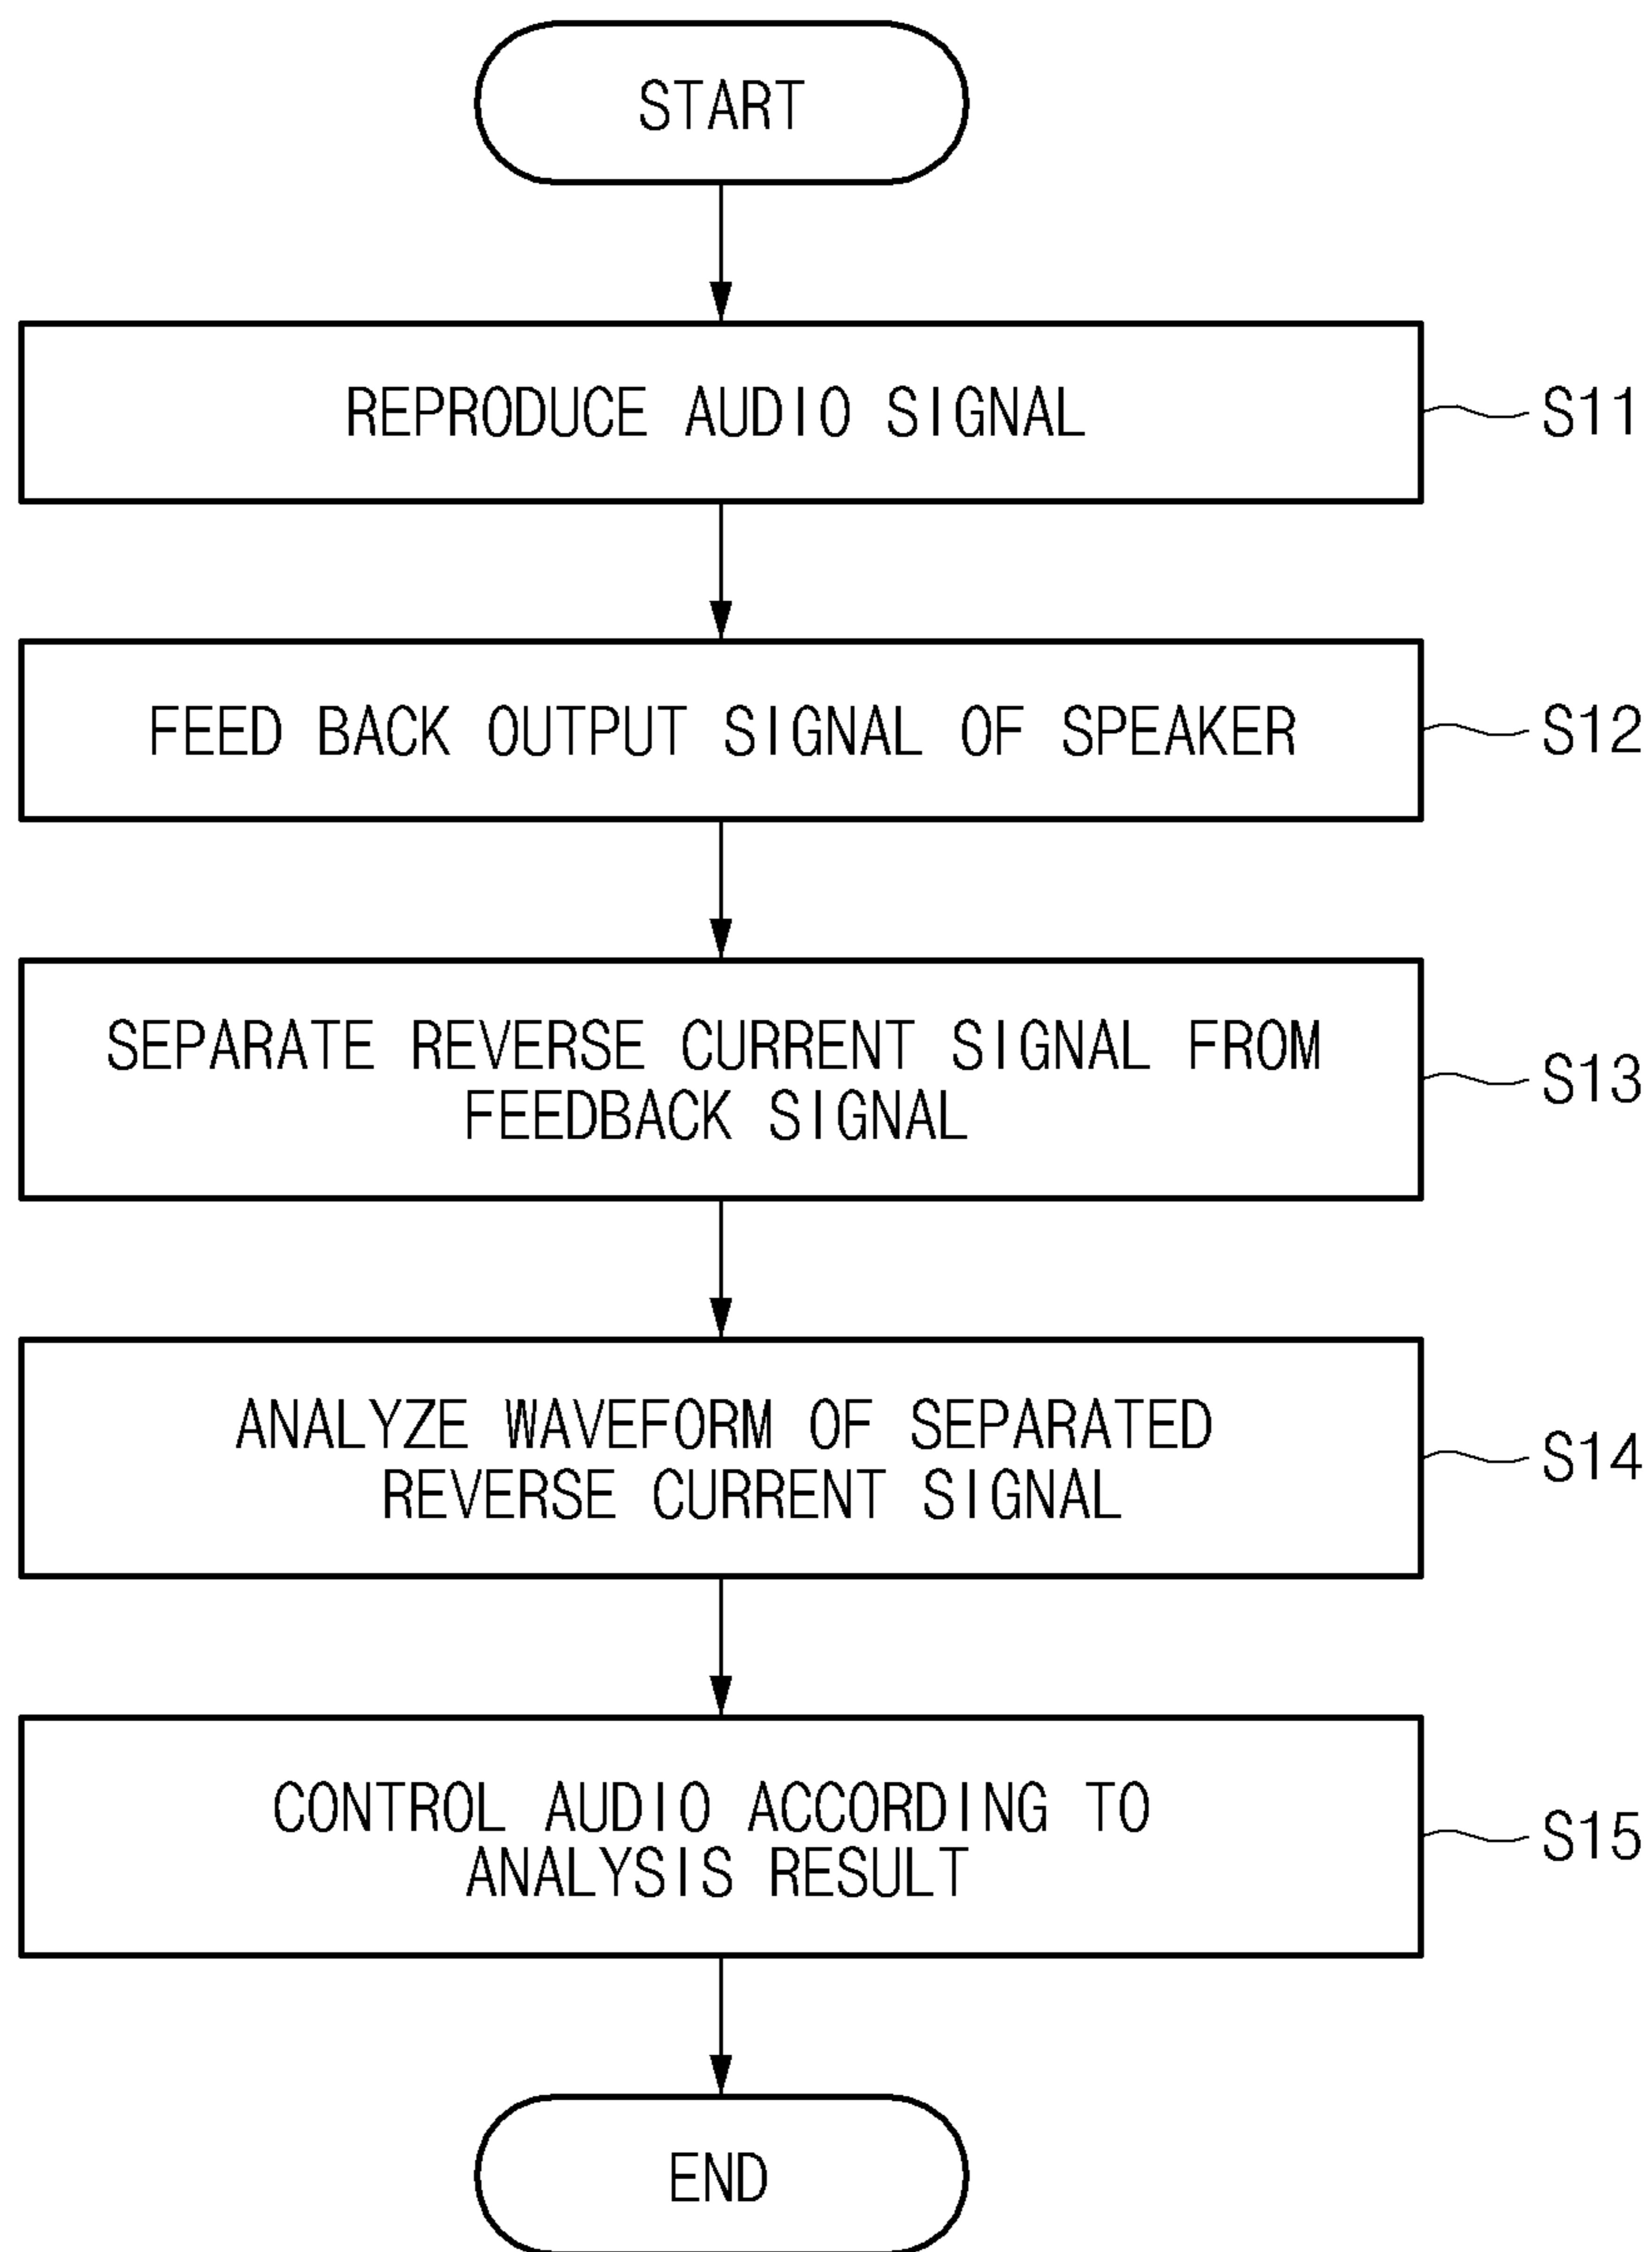 START
REPRODUCE AUDIO SIGNAL
S11
FEED BACK OUTPUT SIGNAL OF SPEAKER
S12
SEPARATE REVERSE CURRENT SIGNAL FROM
FEEDBACK SIGNAL
S13
ANALYZE WAVEFORM OF SEPARATED
REVERSE CURRENT SIGNAL
S14
CONTROL AUDIO ACCORDING TO
ANALYSIS RESULT
S15
END